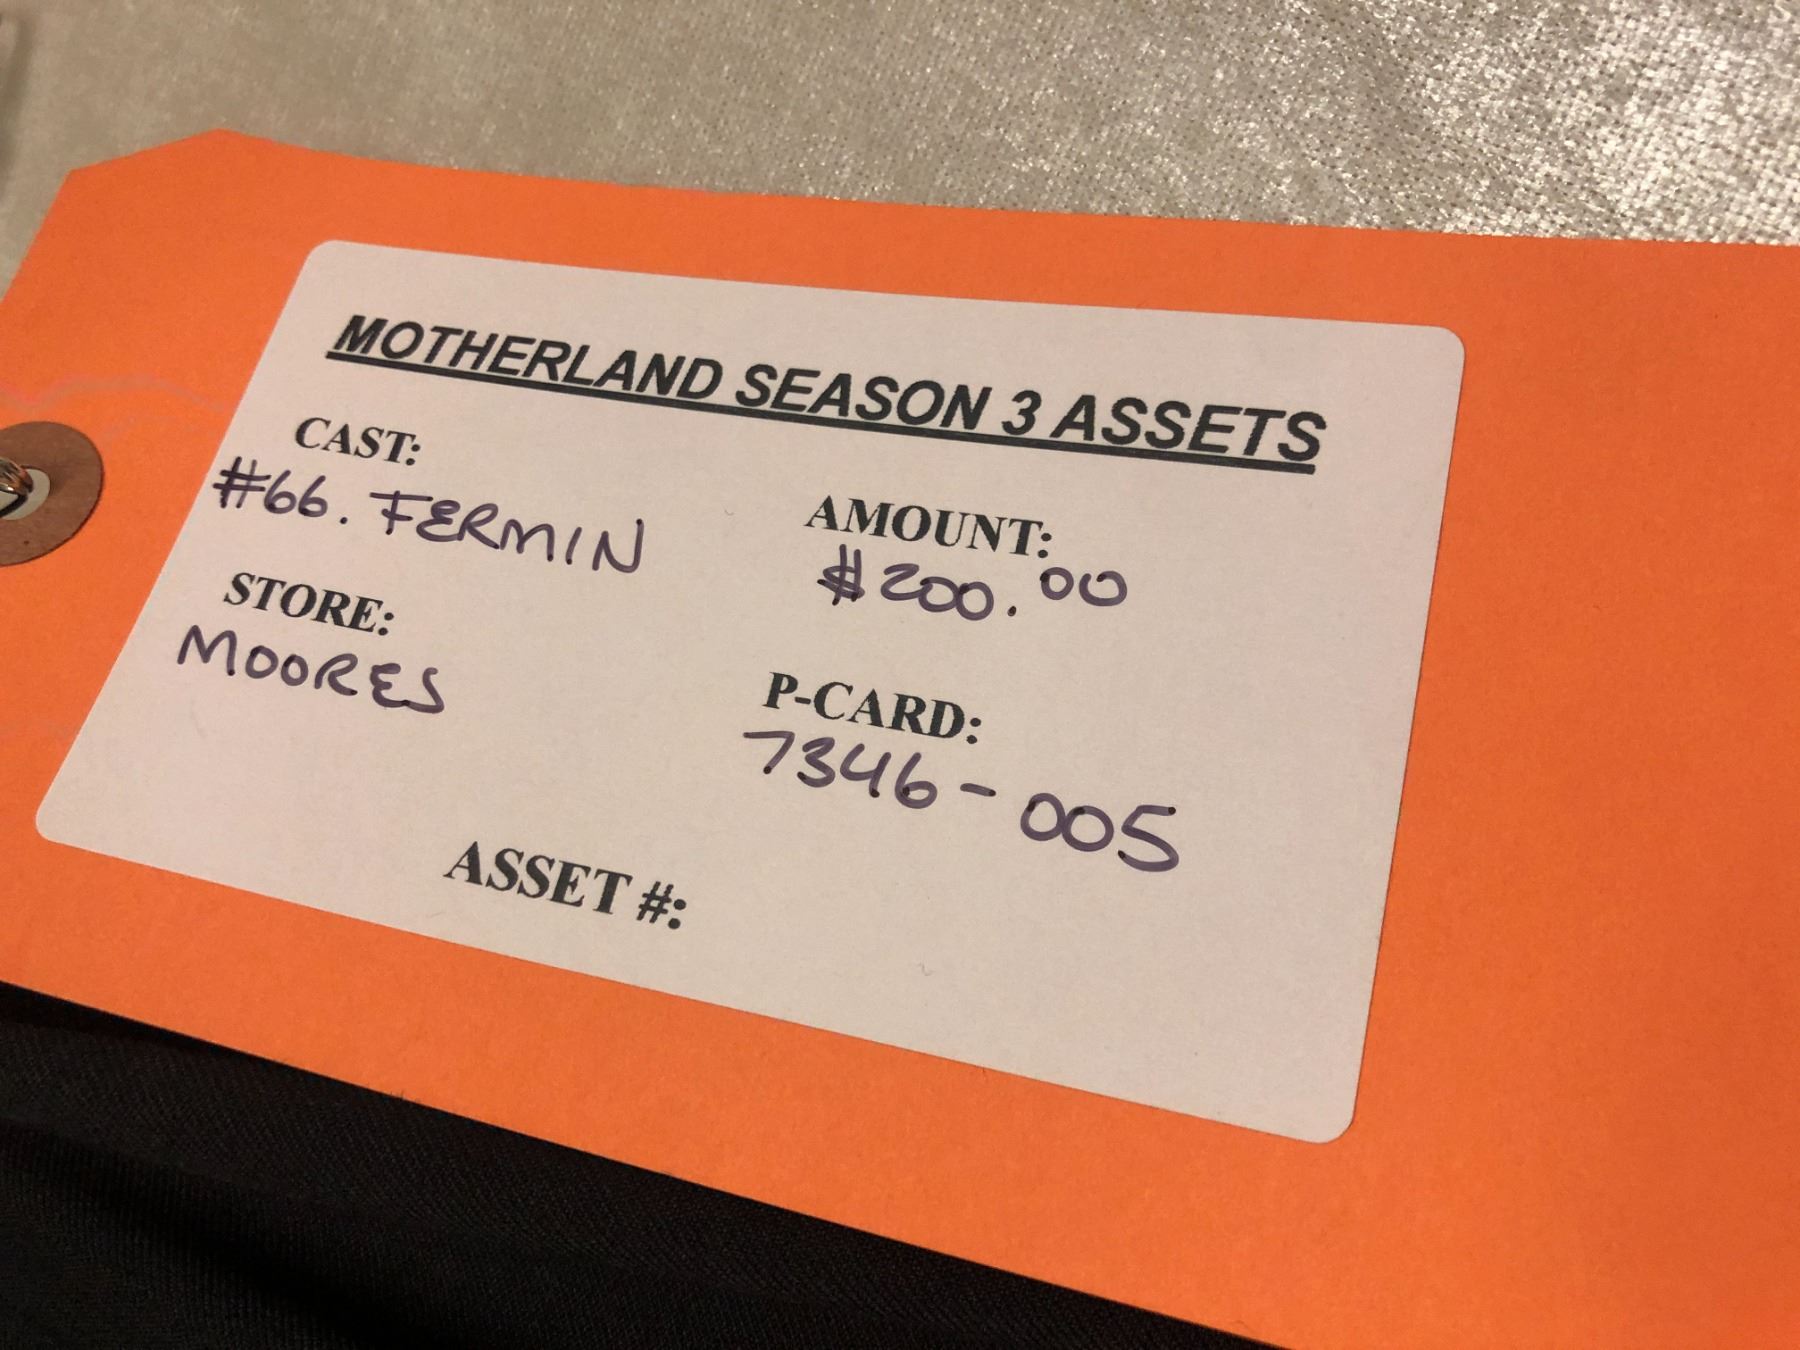 MOTHERLAND SEASON 3 ASSETS
CAST:
#66. FERMIN
AMOUNT:
$200.00
STORE:
MOORES
P-CARD:
7346-005
ASSET #: